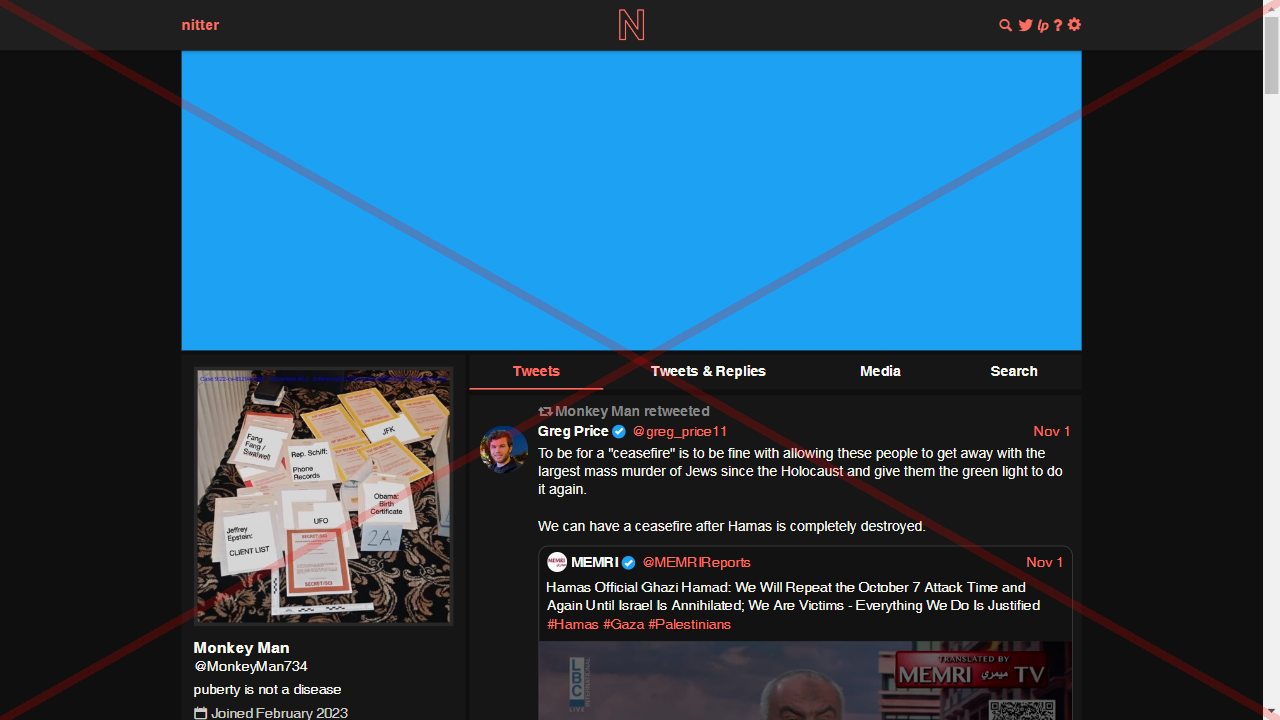 nitter
N
lp ?
Tweets
Tweets & Replies
Media
Search
Fang
Fang /
Swalwell
Rep. Schiff:
Phone
Records
JFK
Obama:
Birth
Certificate
UFO
2A
Jeffrey
Epstein:
CLIENT LIST
SECRET//SCI
SECRET//SCI
Monkey Man
@MonkeyMan734
puberty is not a disease
Joined February 2023
Monkey Man retweeted
Greg Price @greg_price11 Nov 1
To be for a "ceasefire" is to be fine with allowing these people to get away with the
largest mass murder of Jews since the Holocaust and give them the green light to do
it again.
We can have a ceasefire after Hamas is completely destroyed.
MEMRI @MEMRIReports Nov 1
Hamas Official Ghazi Hamad: We Will Repeat the October 7 Attack Time and
Again Until Israel Is Annihilated; We Are Victims - Everything We Do Is Justified
#Hamas #Gaza #Palestinians
LBC
INTERNATIONAL
LIVE
TRANSLATED BY
MEMRI ميمري TV